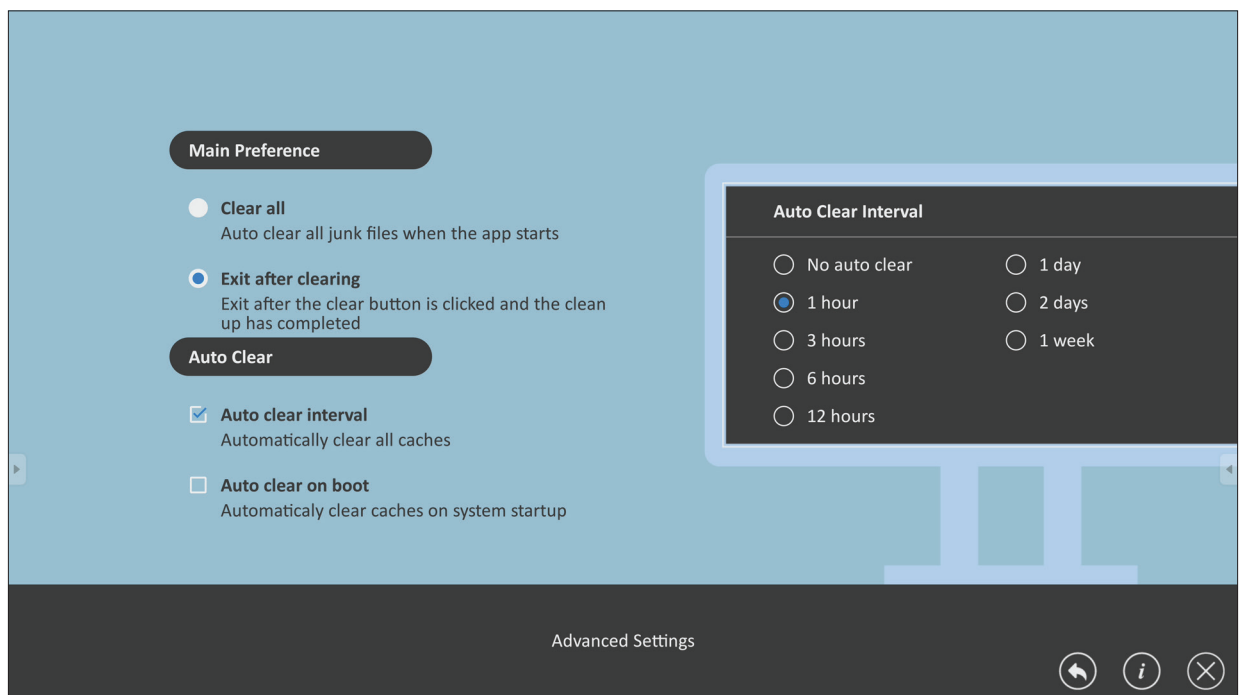 Main Preference
Clear all
Auto clear all junk files when the app starts
Exit after clearing
Exit after the clear button is clicked and the clean
up has completed
Auto Clear
Auto clear interval
Automatically clear all caches
Auto clear on boot
Automaticaly clear caches on system startup
Auto Clear Interval
No auto clear
1 hour
3 hours
6 hours
12 hours
1 day
2 days
1 week
Advanced Settings
i